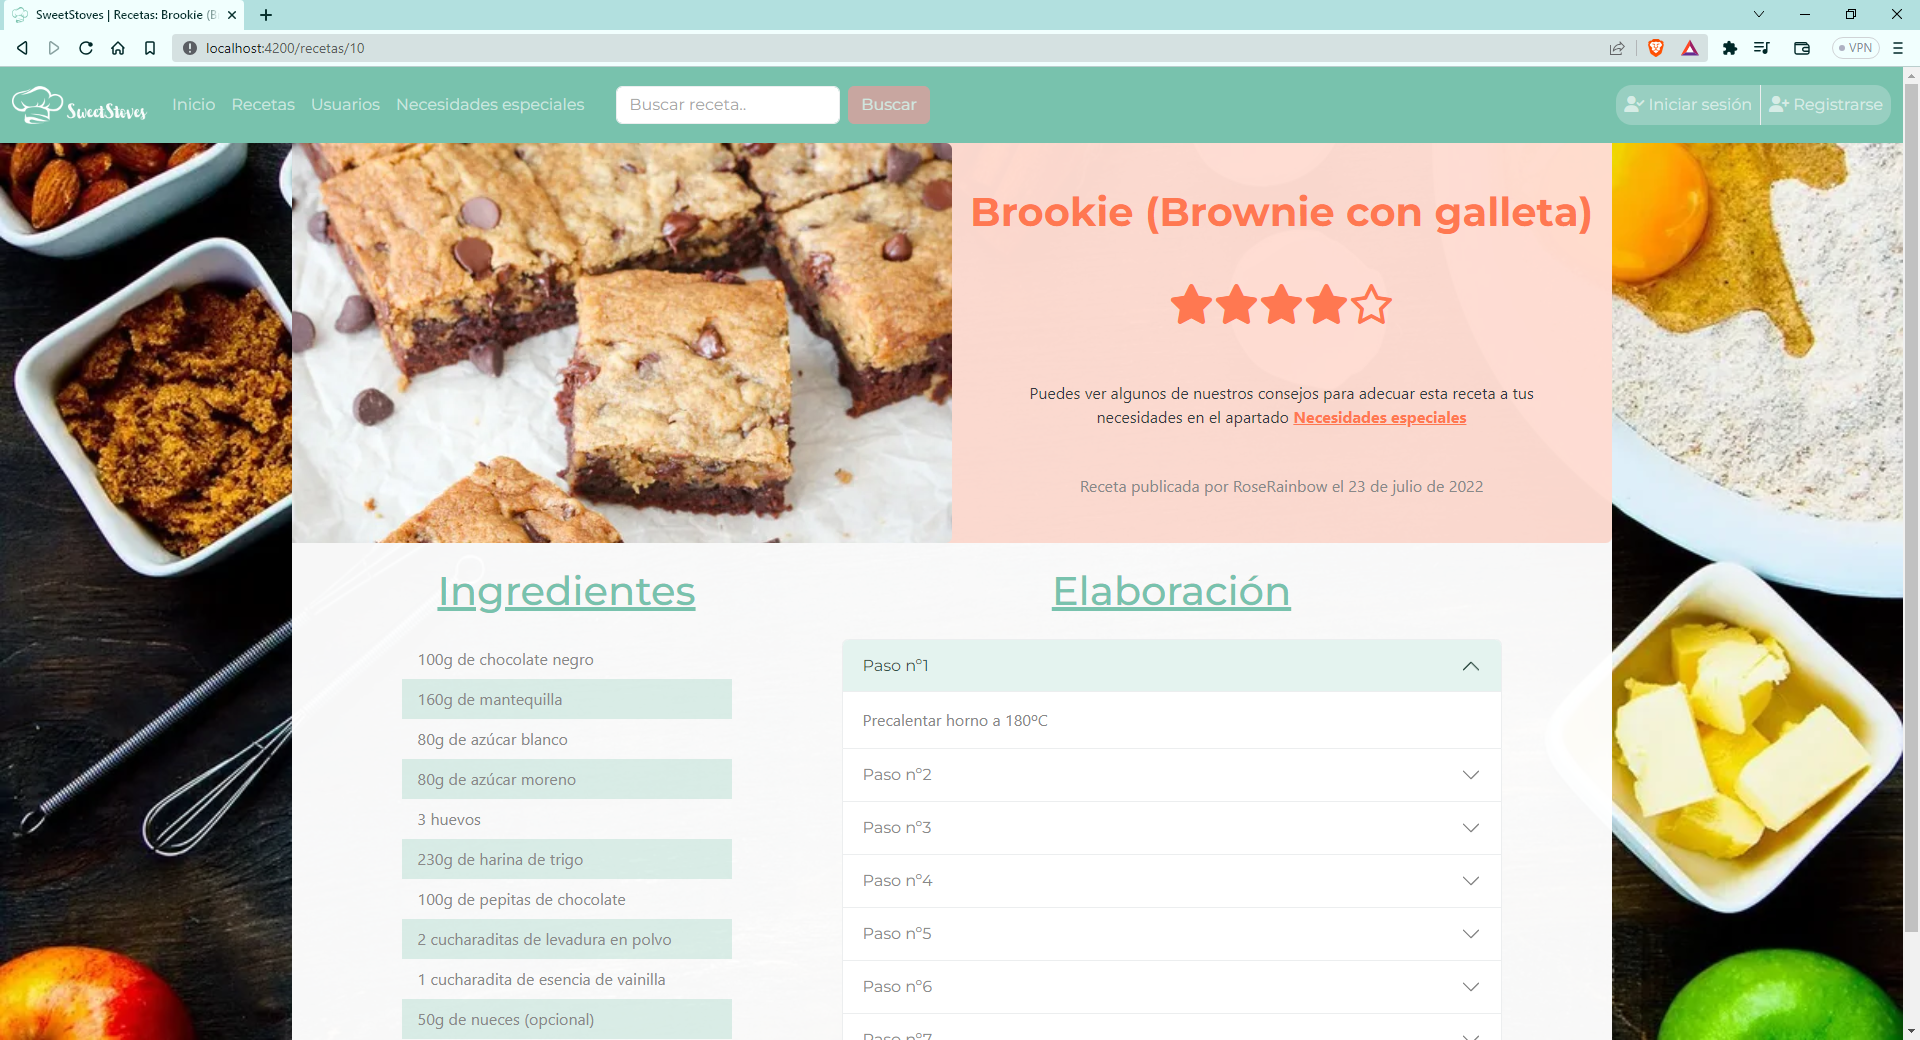 SweetStoves | Recetas: Brookie (B
localhost:4200/recetas/10
VPN
SweetStoves
Inicio
Recetas
Usuarios
Necesidades especiales
Buscar receta..
Buscar
Iniciar sesión
Registrarse
Brookie (Brownie con galleta)
Puedes ver algunos de nuestros consejos para adecuar esta receta a tus
necesidades en el apartado Necesidades especiales
Receta publicada por RoseRainbow el 23 de julio de 2022
Ingredientes
100g de chocolate negro
160g de mantequilla
80g de azúcar blanco
80g de azúcar moreno
3 huevos
230g de harina de trigo
100g de pepitas de chocolate
2 cucharaditas de levadura en polvo
1 cucharadita de esencia de vainilla
50g de nueces (opcional)
Elaboración
Paso nº1
Precalentar horno a 180ºC
Paso nº2
Paso nº3
Paso nº4
Paso nº5
Paso nº6
Paso nº7